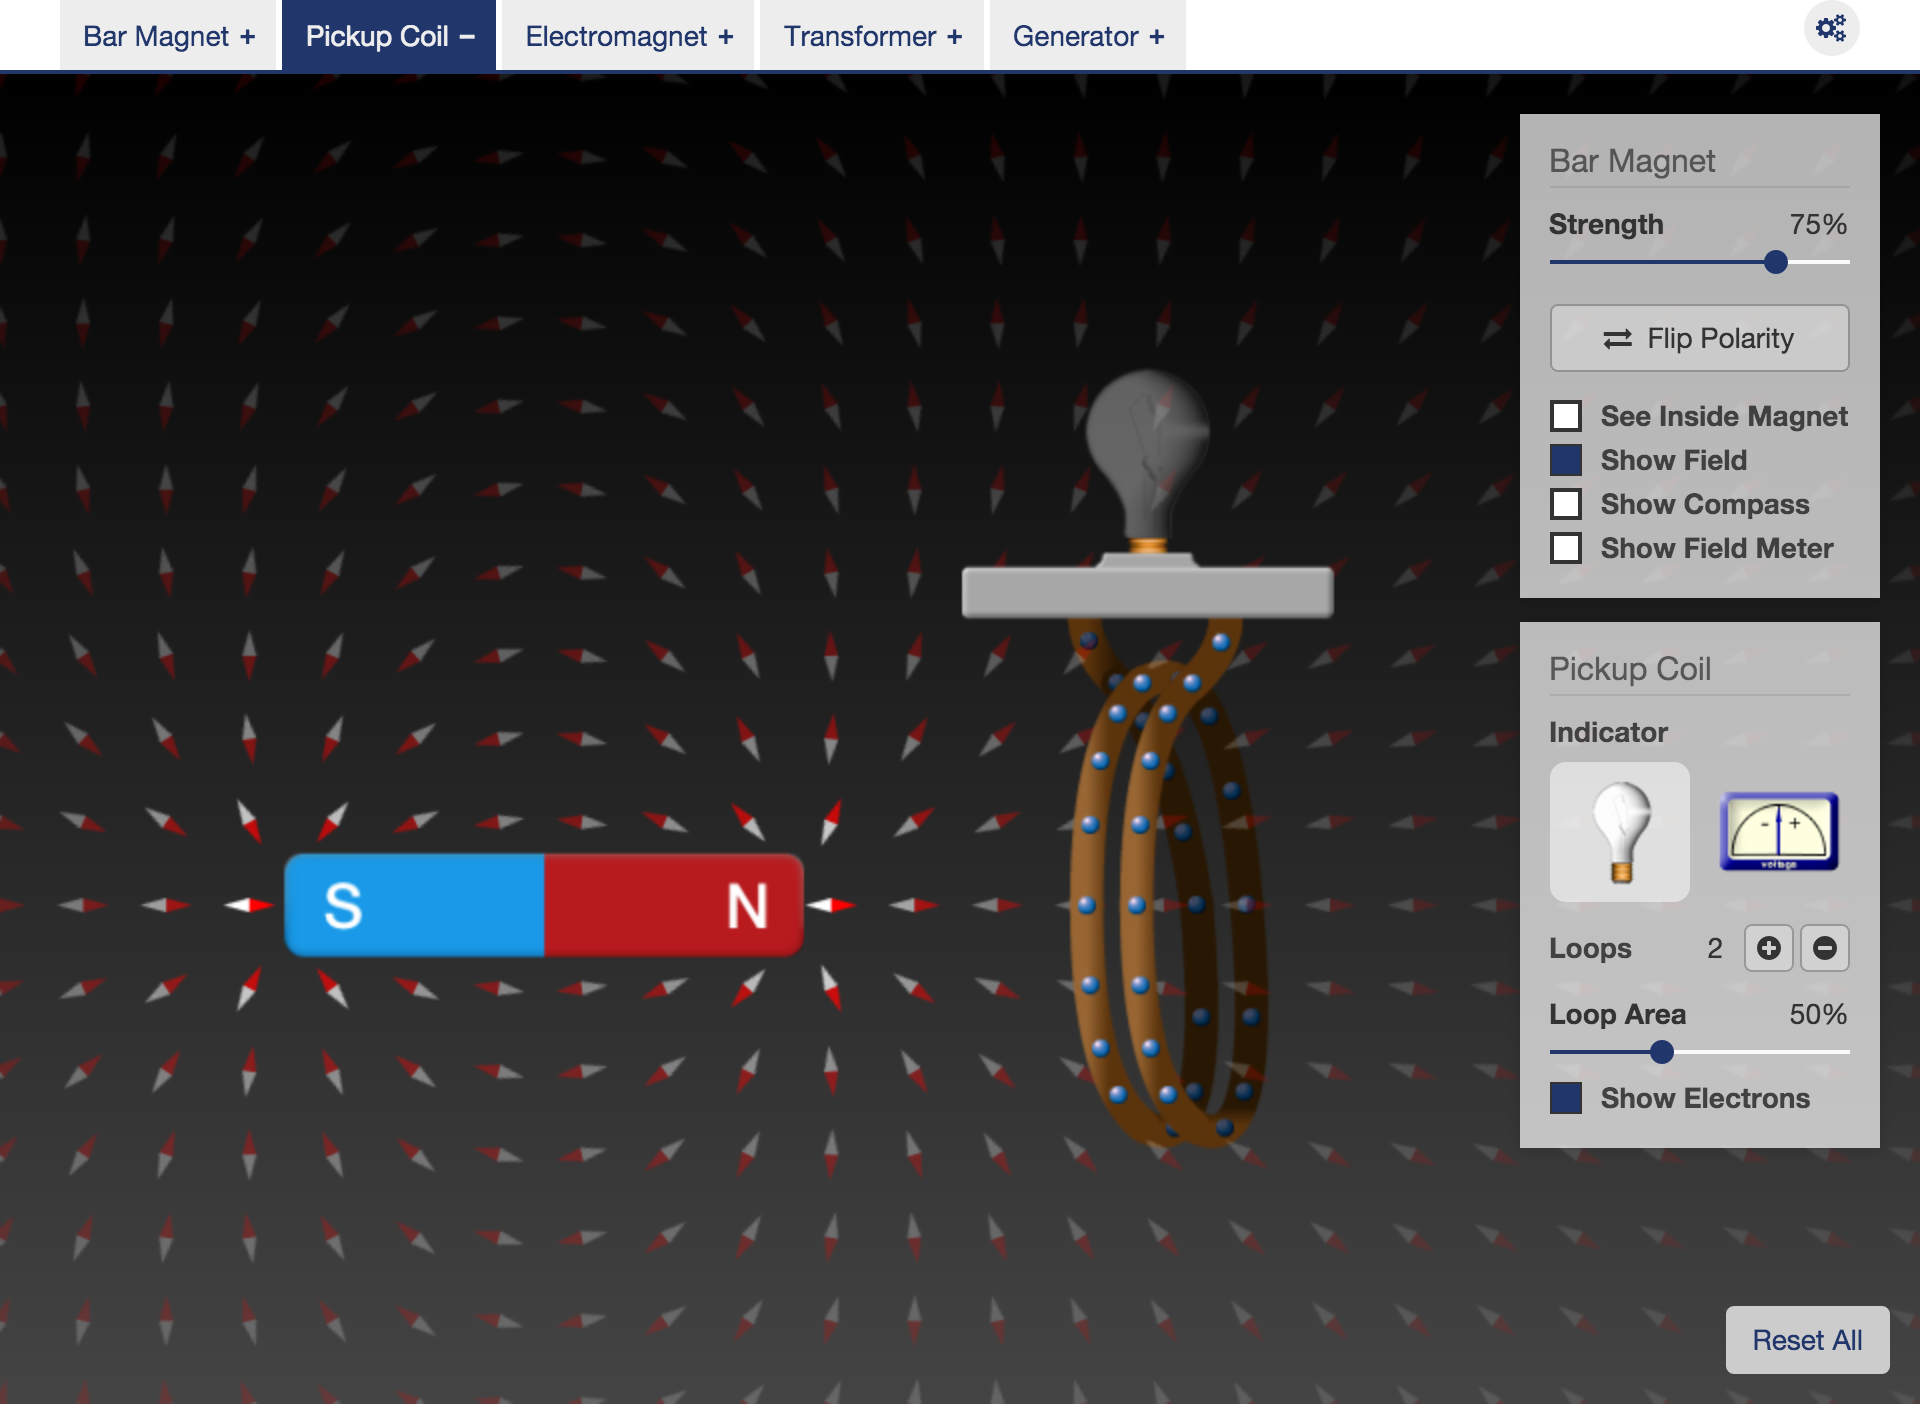 Bar Magnet +
Pickup Coil −
Electromagnet +
Transformer +
Generator +
Bar Magnet
Strength 75%
Flip Polarity
See Inside Magnet
Show Field
Show Compass
Show Field Meter
S N
Pickup Coil
Indicator
- +
voltage
Loops 2
Loop Area 50%
Show Electrons
Reset All